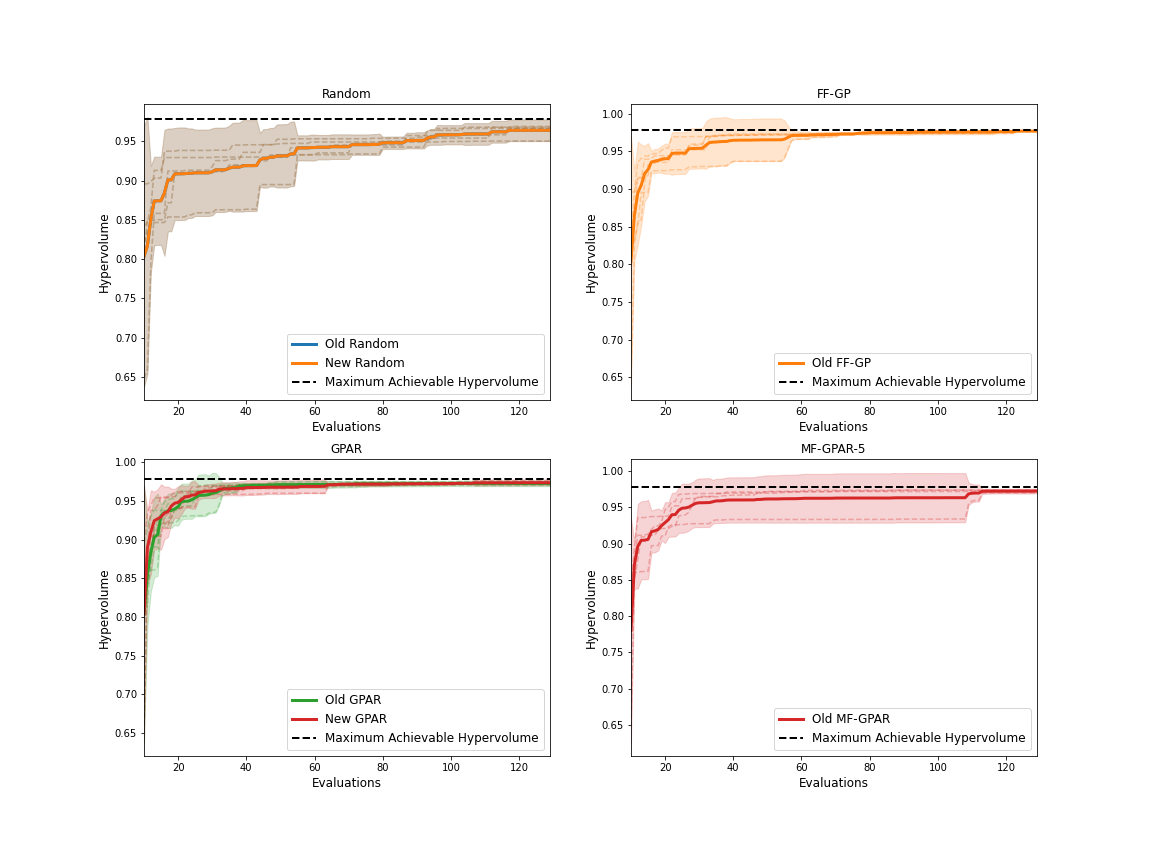 Random
Hypervolume
0.95
0.90
0.85
0.80
0.75
0.70
0.65
Old Random
New Random
Maximum Achievable Hypervolume
20 40 60 80 100 120
Evaluations
FF-GP
Hypervolume
1.00
0.95
0.90
0.85
0.80
0.75
0.70
0.65
Old FF-GP
Maximum Achievable Hypervolume
20 40 60 80 100 120
Evaluations
GPAR
Hypervolume
1.00
0.95
0.90
0.85
0.80
0.75
0.70
0.65
Old GPAR
New GPAR
Maximum Achievable Hypervolume
20 40 60 80 100 120
Evaluations
MF-GPAR-5
Hypervolume
1.00
0.95
0.90
0.85
0.80
0.75
0.70
0.65
Old MF-GPAR
Maximum Achievable Hypervolume
20 40 60 80 100 120
Evaluations